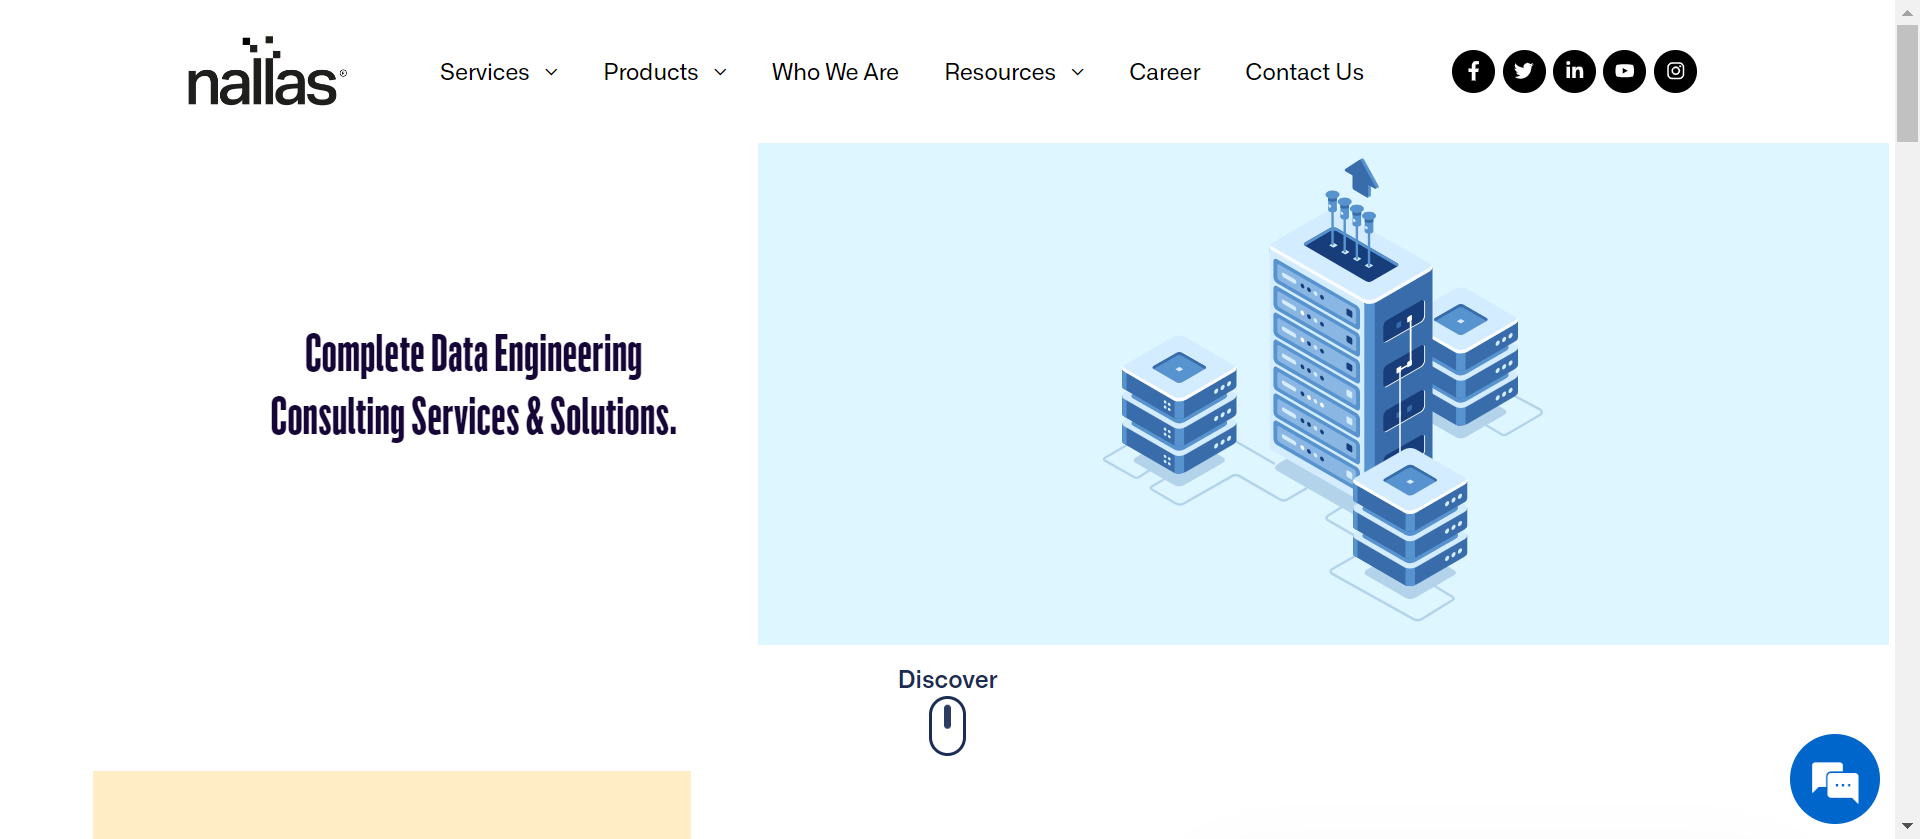 nallas
Services
Products
Who We Are
Resources
Career
Contact Us
Complete Data Engineering
Consulting Services & Solutions.
Discover